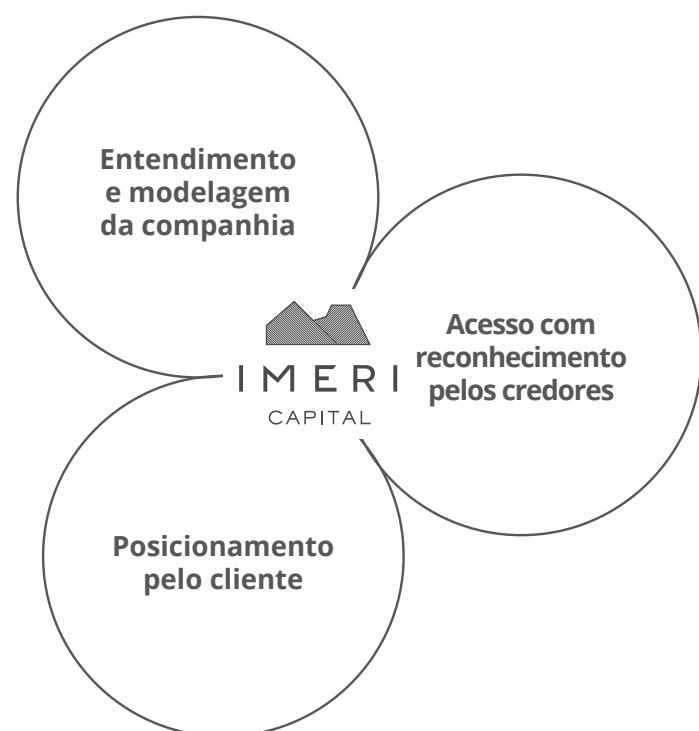 Entendimento
e modelagem
da companhia
Acesso com
reconhecimento
pelos credores
IMERI
CAPITAL
Posicionamento
pelo cliente